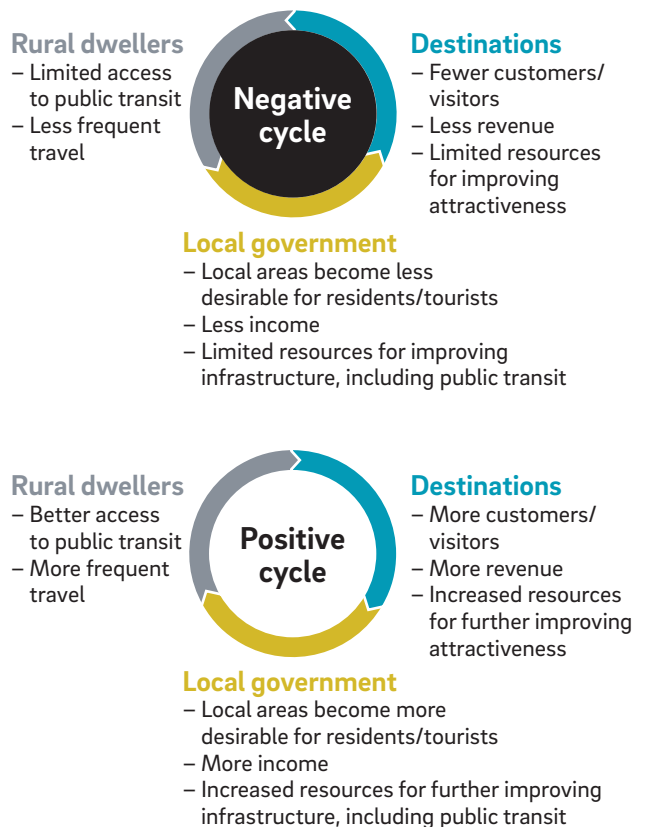 Rural dwellers
– Limited access
to public transit
– Less frequent
travel
Negative
cycle
Destinations
– Fewer customers/
visitors
– Less revenue
– Limited resources
for improving
attractiveness
Local government
– Local areas become less
desirable for residents/tourists
– Less income
– Limited resources for improving
infrastructure, including public transit
Rural dwellers
– Better access
to public transit
– More frequent
travel
Positive
cycle
Destinations
– More customers/
visitors
– More revenue
– Increased resources
for further improving
attractiveness
Local government
– Local areas become more
desirable for residents/tourists
– More income
– Increased resources for further improving
infrastructure, including public transit